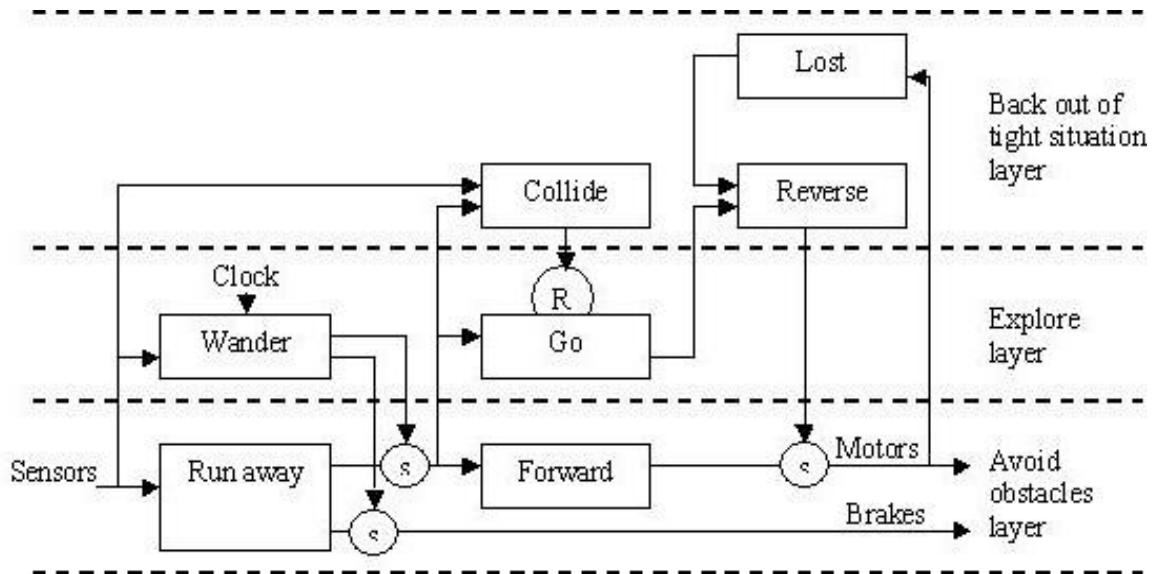 Lost
Back out of
tight situation
layer
Collide
Reverse
Clock
R
Wander
Go
Explore
layer
Sensors
Run away
s
Forward
s
Motors
Avoid
obstacles
layer
s
Brakes